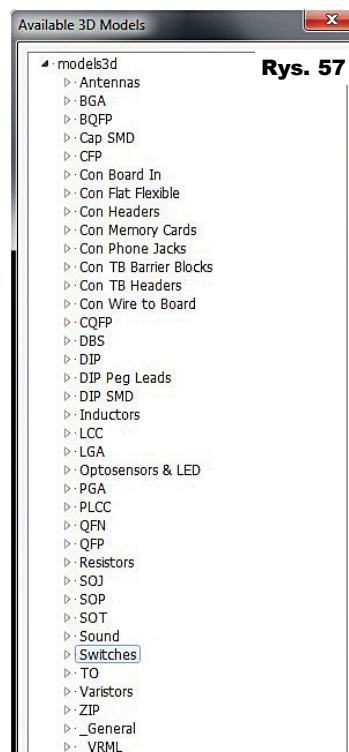 Available 3D Models
Rys. 57
models3d
Antennas
BGA
BQFP
Cap SMD
CFP
Con Board In
Con Flat Flexible
Con Headers
Con Memory Cards
Con Phone Jacks
Con TB Barrier Blocks
Con TB Headers
Con Wire to Board
CQFP
DBS
DIP
DIP Peg Leads
DIP SMD
Inductors
LCC
LGA
Optosensors & LED
PGA
PLCC
QFN
QFP
Resistors
SOJ
SOP
SOT
Sound
Switches
TO
Varistors
ZIP
_General
_VRML